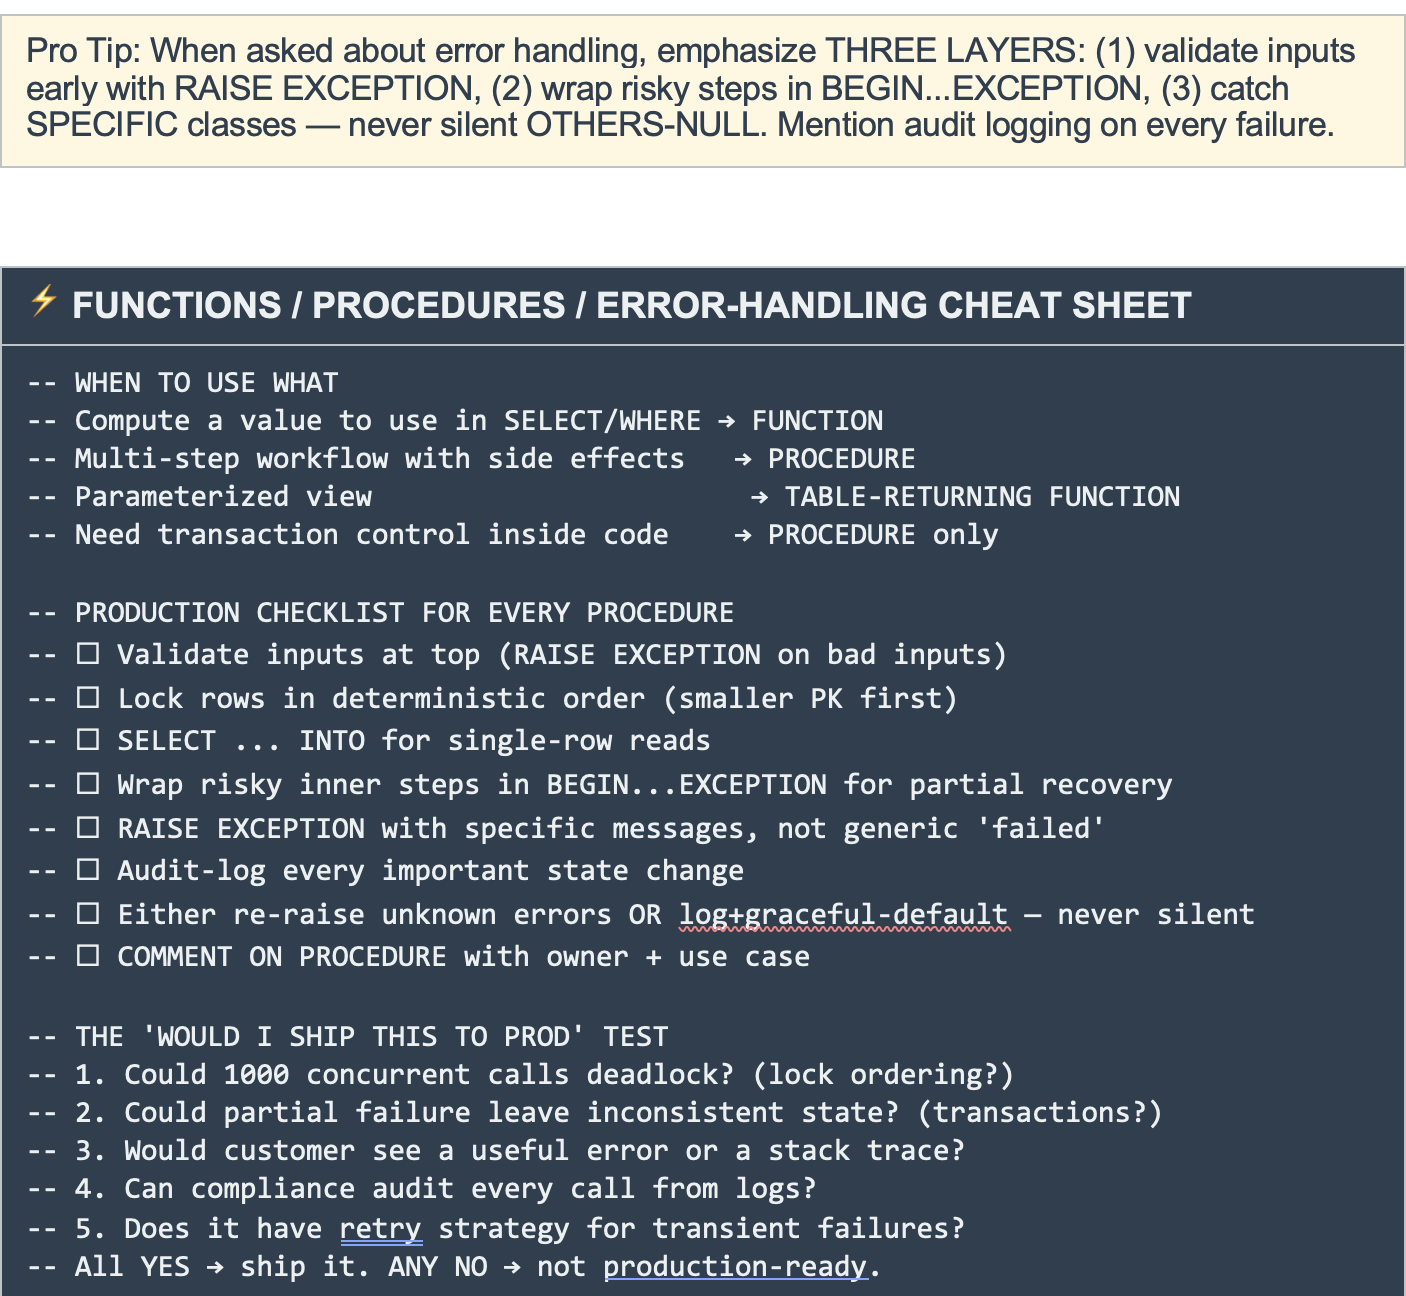 Pro Tip: When asked about error handling, emphasize THREE LAYERS: (1) validate inputs
early with RAISE EXCEPTION, (2) wrap risky steps in BEGIN...EXCEPTION, (3) catch
SPECIFIC classes — never silent OTHERS-NULL. Mention audit logging on every failure.
⚡ FUNCTIONS / PROCEDURES / ERROR-HANDLING CHEAT SHEET
-- WHEN TO USE WHAT
-- Compute a value to use in SELECT/WHERE → FUNCTION
-- Multi-step workflow with side effects   → PROCEDURE
-- Parameterized view                       → TABLE-RETURNING FUNCTION
-- Need transaction control inside code    → PROCEDURE only
-- PRODUCTION CHECKLIST FOR EVERY PROCEDURE
-- ☐ Validate inputs at top (RAISE EXCEPTION on bad inputs)
-- ☐ Lock rows in deterministic order (smaller PK first)
-- ☐ SELECT ... INTO for single-row reads
-- ☐ Wrap risky inner steps in BEGIN...EXCEPTION for partial recovery
-- ☐ RAISE EXCEPTION with specific messages, not generic 'failed'
-- ☐ Audit-log every important state change
-- ☐ Either re-raise unknown errors OR log+graceful-default — never silent
-- ☐ COMMENT ON PROCEDURE with owner + use case
-- THE 'WOULD I SHIP THIS TO PROD' TEST
-- 1. Could 1000 concurrent calls deadlock? (lock ordering?)
-- 2. Could partial failure leave inconsistent state? (transactions?)
-- 3. Would customer see a useful error or a stack trace?
-- 4. Can compliance audit every call from logs?
-- 5. Does it have retry strategy for transient failures?
-- All YES → ship it. ANY NO → not production-ready.